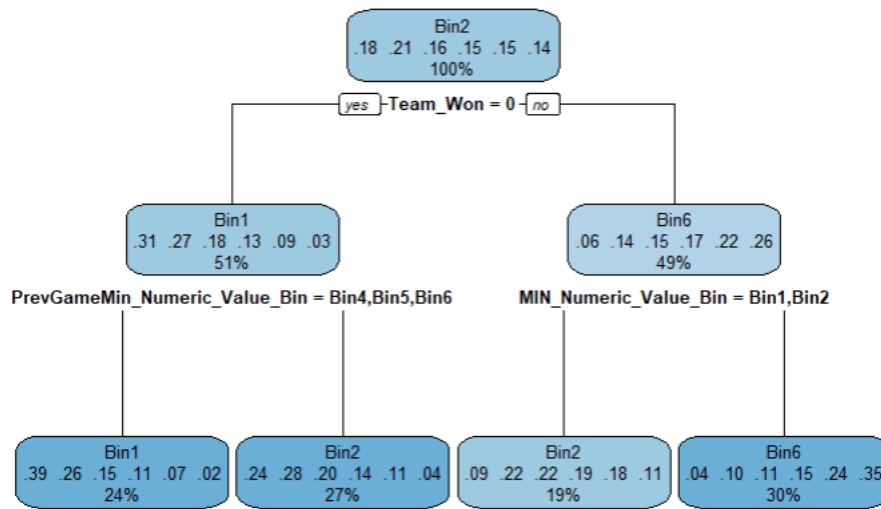 Bin2
.18 .21 .16 .15 .15 .14
100%
yes Team_Won = 0 no
Bin1
.31 .27 .18 .13 .09 .03
51%
Bin6
.06 .14 .15 .17 .22 .26
49%
PrevGameMin_Numeric_Value_Bin = Bin4,Bin5,Bin6
MIN_Numeric_Value_Bin = Bin1,Bin2
Bin1
.39 .26 .15 .11 .07 .02
24%
Bin2
.24 .28 .20 .14 .11 .04
27%
Bin2
.09 .22 .22 .19 .18 .11
19%
Bin6
.04 .10 .11 .15 .24 .35
30%